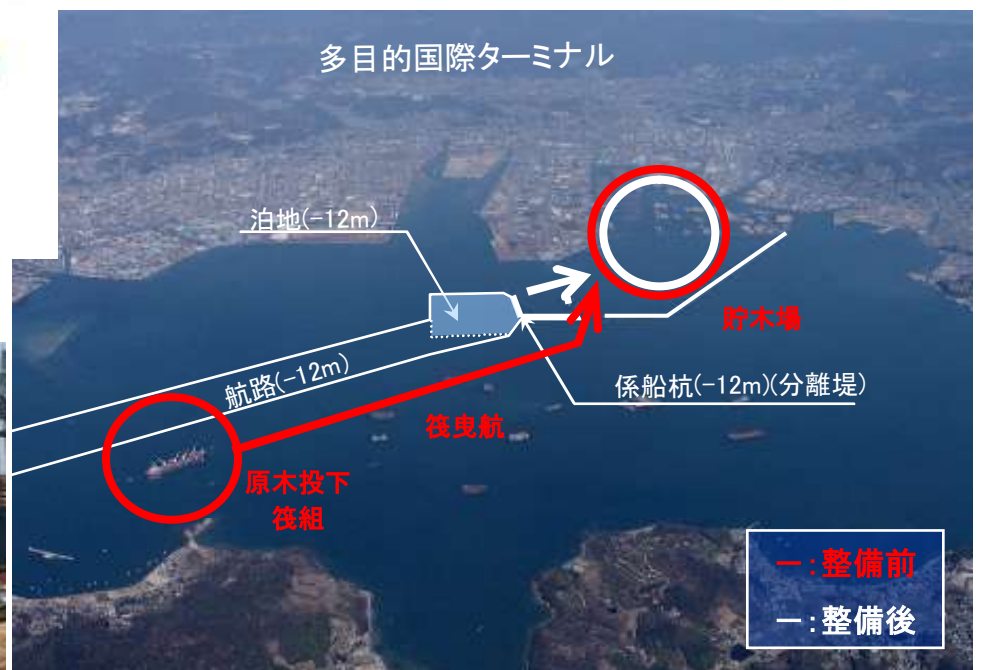 多目的国際ターミナル
泊地(-12m)
貯木場
航路(-12m)
係船杭(-12m)(分離堤)
筏曳航
原木投下
筏組
ー:整備前
ー:整備後